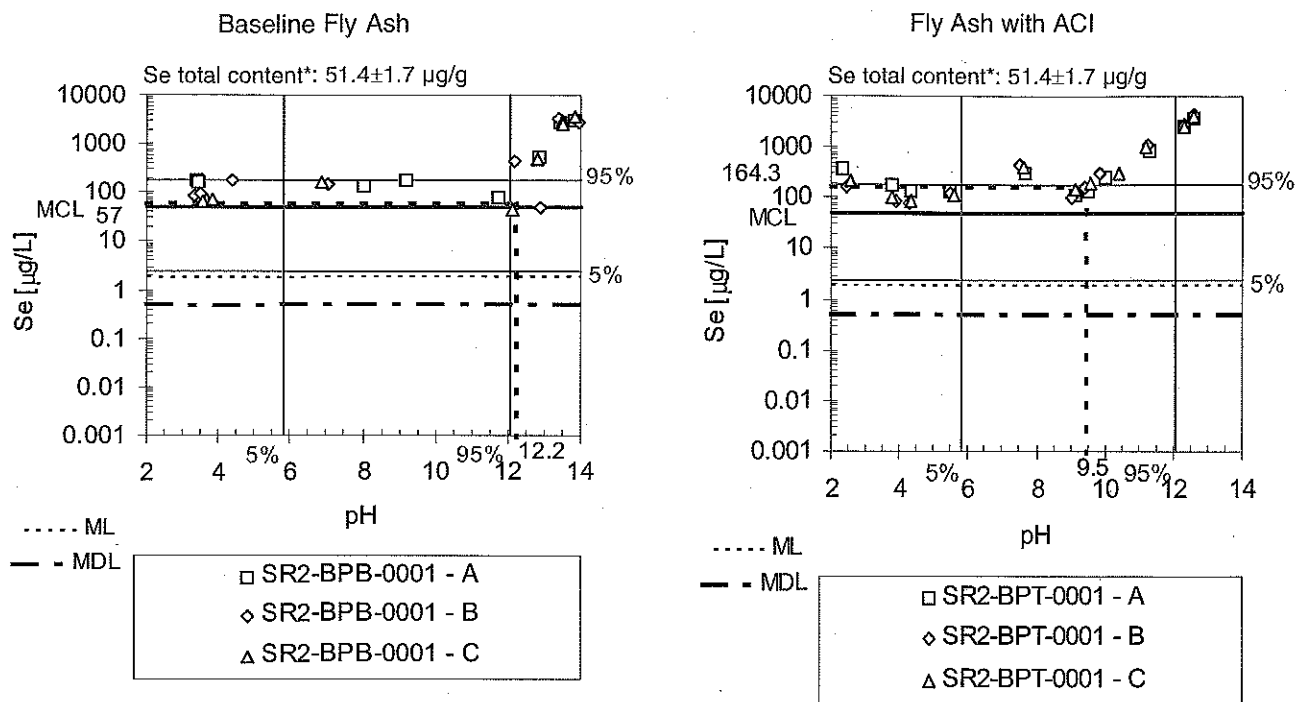 Baseline Fly Ash
Se total content*: 51.4±1.7 µg/g
Se [µg/L]
10000
1000
100
10
1
0.1
0.01
0.001
MCL 57
95%
5%
5%
95%
12.2
2 4 6 8 10 12 14
pH
ML
MDL
SR2-BPB-0001 - A
SR2-BPB-0001 - B
SR2-BPB-0001 - C
Fly Ash with ACI
Se total content*: 51.4±1.7 µg/g
Se [µg/L]
10000
1000
164.3
100
MCL
10
1
0.1
0.01
0.001
95%
5%
5%
9.5
95%
2 4 6 8 10 12 14
pH
ML
MDL
SR2-BPT-0001 - A
SR2-BPT-0001 - B
SR2-BPT-0001 - C